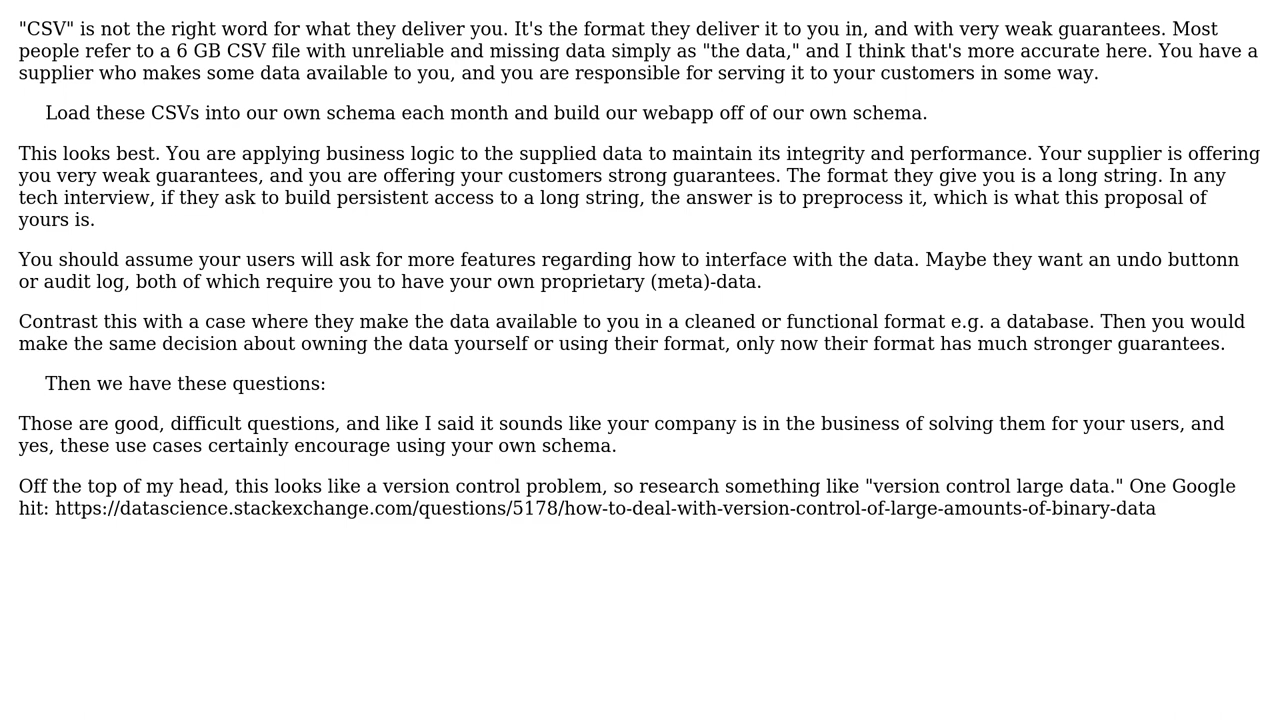 "CSV" is not the right word for what they deliver you. It's the format they deliver it to you in, and with very weak guarantees. Most
people refer to a 6 GB CSV file with unreliable and missing data simply as "the data," and I think that's more accurate here. You have a
supplier who makes some data available to you, and you are responsible for serving it to your customers in some way.
Load these CSVs into our own schema each month and build our webapp off of our own schema.
This looks best. You are applying business logic to the supplied data to maintain its integrity and performance. Your supplier is offering
you very weak guarantees, and you are offering your customers strong guarantees. The format they give you is a long string. In any
tech interview, if they ask to build persistent access to a long string, the answer is to preprocess it, which is what this proposal of
yours is.
You should assume your users will ask for more features regarding how to interface with the data. Maybe they want an undo buttonn
or audit log, both of which require you to have your own proprietary (meta)-data.
Contrast this with a case where they make the data available to you in a cleaned or functional format e.g. a database. Then you would
make the same decision about owning the data yourself or using their format, only now their format has much stronger guarantees.
Then we have these questions:
Those are good, difficult questions, and like I said it sounds like your company is in the business of solving them for your users, and
yes, these use cases certainly encourage using your own schema.
Off the top of my head, this looks like a version control problem, so research something like "version control large data." One Google
hit: https://datascience.stackexchange.com/questions/5178/how-to-deal-with-version-control-of-large-amounts-of-binary-data